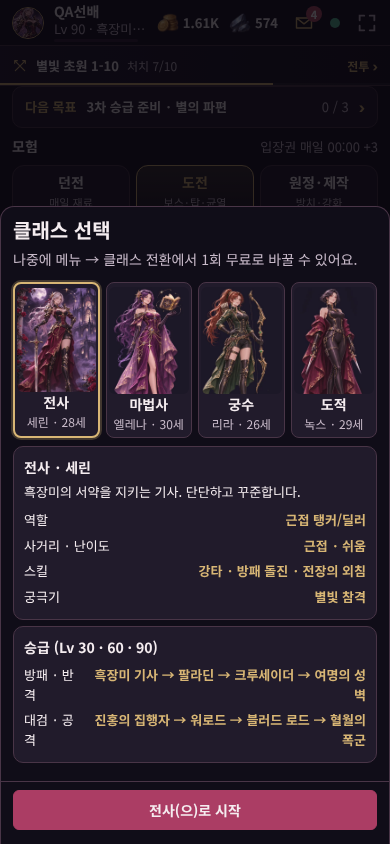 QA선배
Lv 90 · 흑장미···
1.61K
574
4
별빛 초원 1-10 처치 7/10
전투 ›
다음 목표 3차 승급 준비 · 별의 파편 0 / 3 ›
모험
입장권 매일 00:00 +3
던전
도전
원정·제작
매일 재료
보스·탑·균열
방치·강화
클래스 선택
나중에 메뉴 → 클래스 전환에서 1회 무료로 바꿀 수 있어요.
전사
세린 · 28세
마법사
엘레나 · 30세
궁수
리라 · 26세
도적
녹스 · 29세
전사 · 세린
흑장미의 서약을 지키는 기사. 단단하고 꾸준합니다.
역할 근접 탱커/딜러
사거리 · 난이도 근접 · 쉬움
스킬 강타 · 방패 돌진 · 전장의 외침
궁극기 별빛 참격
승급 (Lv 30 · 60 · 90)
방패 · 반격 흑장미 기사 → 팔라딘 → 크루세이더 → 여명의 성벽
대검 · 공격 진홍의 집행자 → 워로드 → 블러드 로드 → 혈월의 폭군
전사(으)로 시작